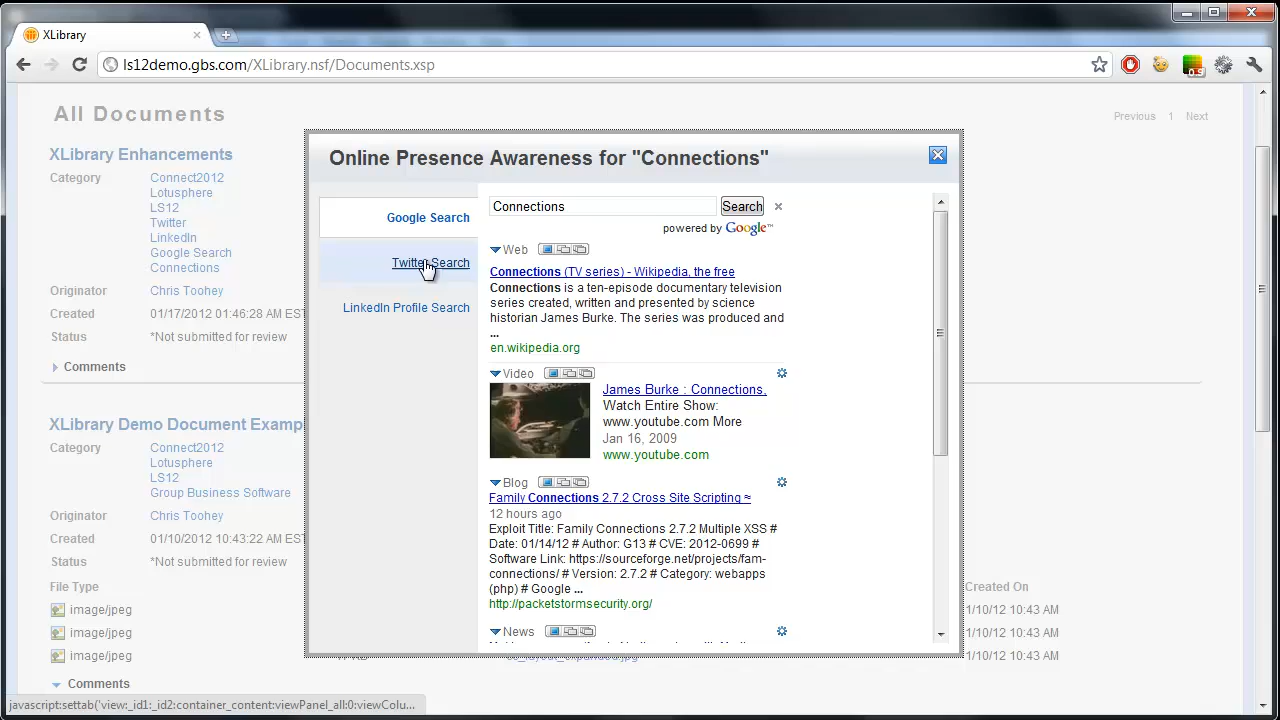 XLibrary
ls12demo.gbs.com/XLibrary.nsf/Documents.xsp
0.9
All Documents
Previous 1 Next
XLibrary Enhancements
Category Connect2012
Lotusphere
LS12
Twitter
LinkedIn
Google Search
Connections
Originator Chris Toohey
Created 01/17/2012 01:46:28 AM EST
Status *Not submitted for review
Comments
XLibrary Demo Document Examp
Category Connect2012
Lotusphere
LS12
Group Business Software
Originator Chris Toohey
Created 01/10/2012 10:43:22 AM EST
Status *Not submitted for review
File Type Created On
image/jpeg 1/10/12 10:43 AM
image/jpeg 1/10/12 10:43 AM
image/jpeg 1/10/12 10:43 AM
Comments
Online Presence Awareness for "Connections"
Google Search
Twitter Search
LinkedIn Profile Search
Connections Search
powered by Google™
Web
Connections (TV series) - Wikipedia, the free
Connections is a ten-episode documentary television
series created, written and presented by science
historian James Burke. The series was produced and
...
en.wikipedia.org
Video
James Burke : Connections,
Watch Entire Show:
www.youtube.com More
Jan 16, 2009
www.youtube.com
Blog
Family Connections 2.7.2 Cross Site Scripting ≈
12 hours ago
Exploit Title: Family Connections 2.7.2 Multiple XSS #
Date: 01/14/12 # Author: G13 # CVE: 2012-0699 #
Software Link: https://sourceforge.net/projects/fam-
connections/ # Version: 2.7.2 # Category: webapps
(php) # Google ...
http://packetstormsecurity.org/
News
javascript:settab('view:_id1:_id2:container_content:viewPanel_all:0:viewColu...